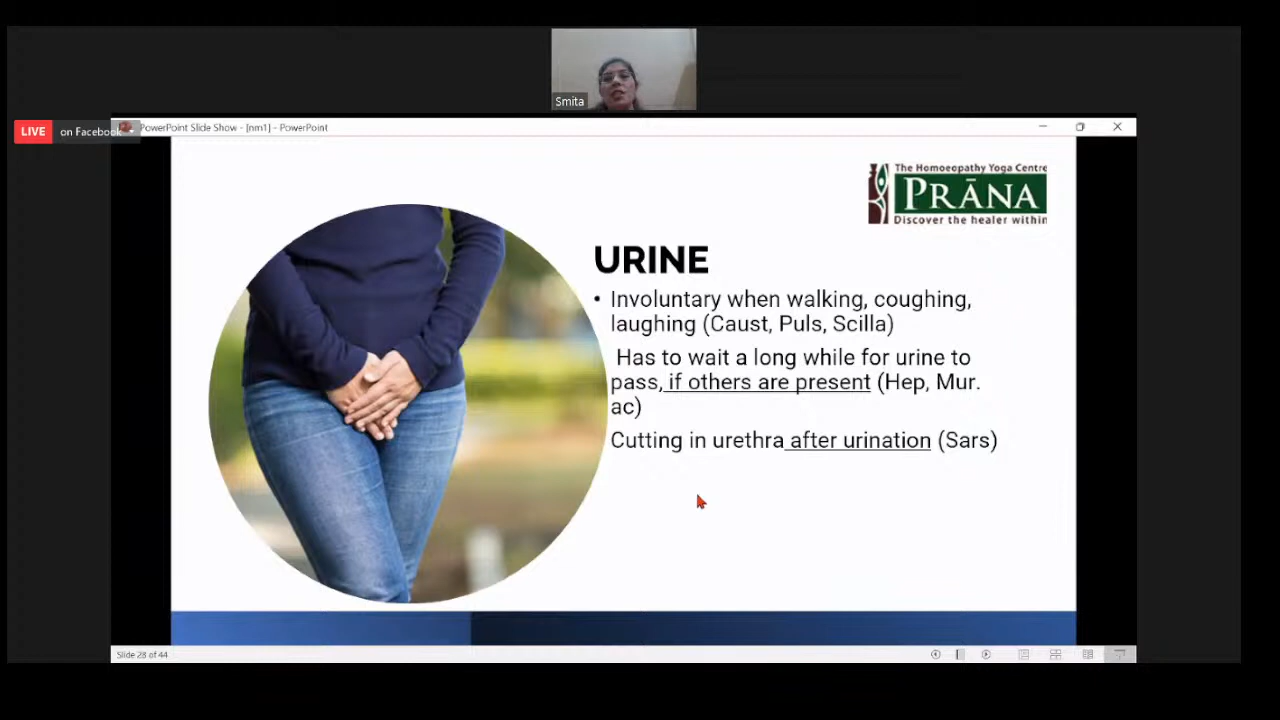 Smita
LIVE on Facebook
PowerPoint Slide Show - [nm1] - PowerPoint
The Homoeopathy Yoga Centre
PRĀNA
Discover the healer within
URINE
• Involuntary when walking, coughing,
laughing (Caust, Puls, Scilla)
Has to wait a long while for urine to
pass, if others are present (Hep, Mur.
ac)
Cutting in urethra after urination (Sars)
Slide 28 of 44